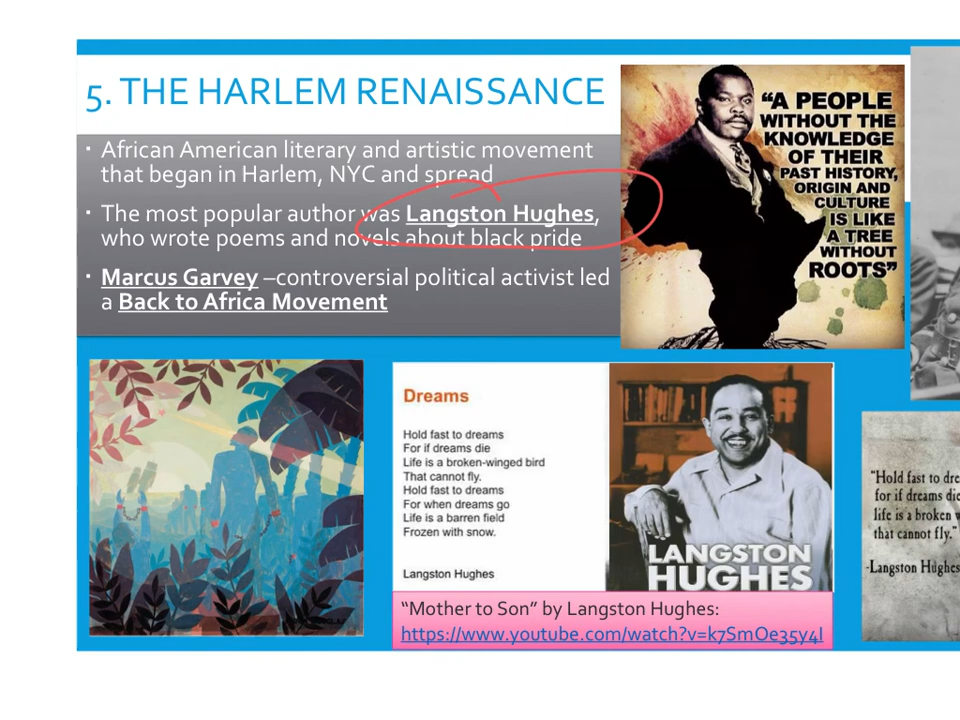 5. THE HARLEM RENAISSANCE
▪ African American literary and artistic movement
that began in Harlem, NYC and spread
▪ The most popular author was Langston Hughes,
who wrote poems and novels about black pride
▪ Marcus Garvey –controversial political activist led
a Back to Africa Movement
“A PEOPLE
WITHOUT THE
KNOWLEDGE
OF THEIR
PAST HISTORY,
ORIGIN AND
CULTURE
IS LIKE
A TREE
WITHOUT
ROOTS”
Dreams
Hold fast to dreams
For if dreams die
Life is a broken-winged bird
That cannot fly.
Hold fast to dreams
For when dreams go
Life is a barren field
Frozen with snow.
Langston Hughes
LANGSTON
HUGHES
“Mother to Son” by Langston Hughes:
https://www.youtube.com/watch?v=k7SmOe35y4I
"Hold fast to dre
for if dreams die
life is a broken w
that cannot fly."
-Langston Hughes